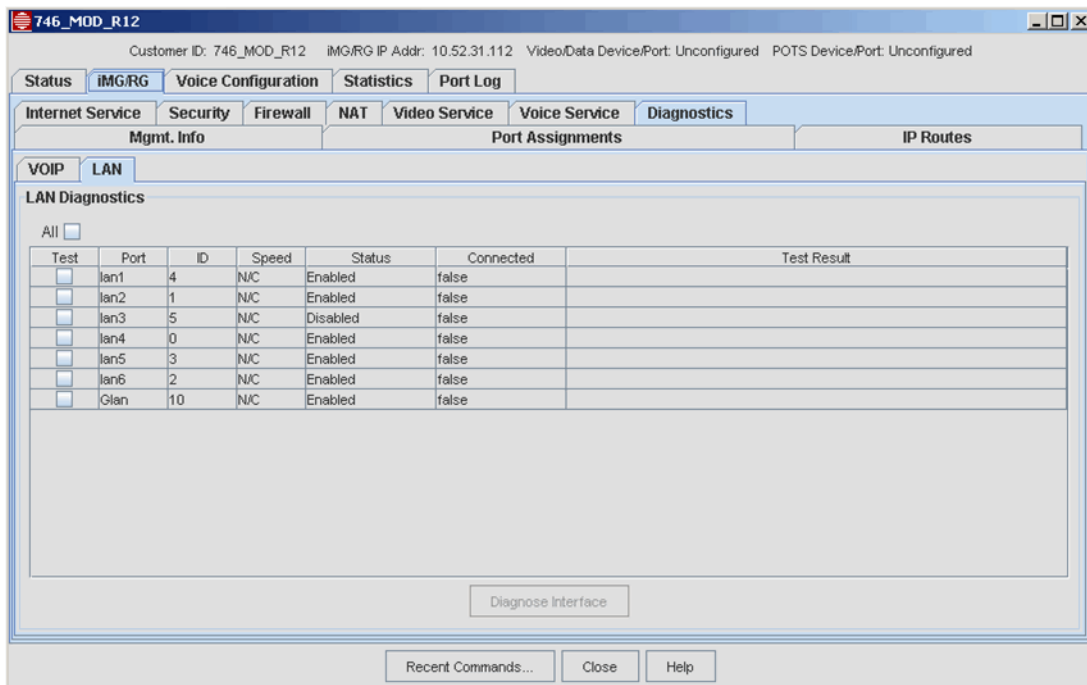 746_MOD_R12
Customer ID: 746_MOD_R12 iMG/RG IP Addr: 10.52.31.112 Video/Data Device/Port: Unconfigured POTS Device/Port: Unconfigured
Status iMG/RG Voice Configuration Statistics Port Log
Internet Service Security Firewall NAT Video Service Voice Service Diagnostics
Mgmt. Info Port Assignments IP Routes
VOIP LAN
LAN Diagnostics
All
Test Port ID Speed Status Connected Test Result
lan1 4 N/C Enabled false
lan2 1 N/C Enabled false
lan3 5 N/C Disabled false
lan4 0 N/C Enabled false
lan5 3 N/C Enabled false
lan6 2 N/C Enabled false
Glan 10 N/C Enabled false
Diagnose Interface
Recent Commands... Close Help